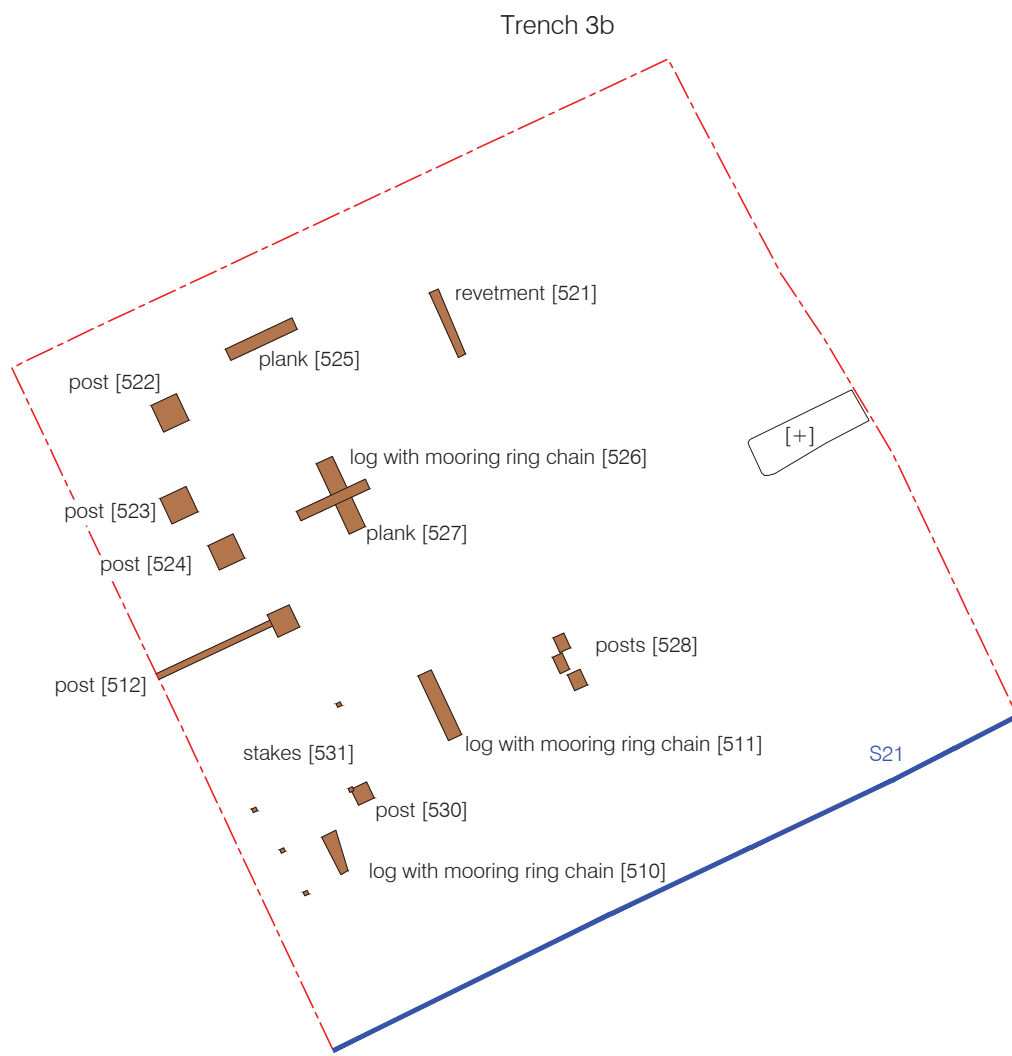 Trench 3b
revetment [521]
plank [525]
post [522]
log with mooring ring chain [526]
post [523]
plank [527]
post [524]
posts [528]
post [512]
log with mooring ring chain [511]
stakes [531]
S21
post [530]
log with mooring ring chain [510]
[+]